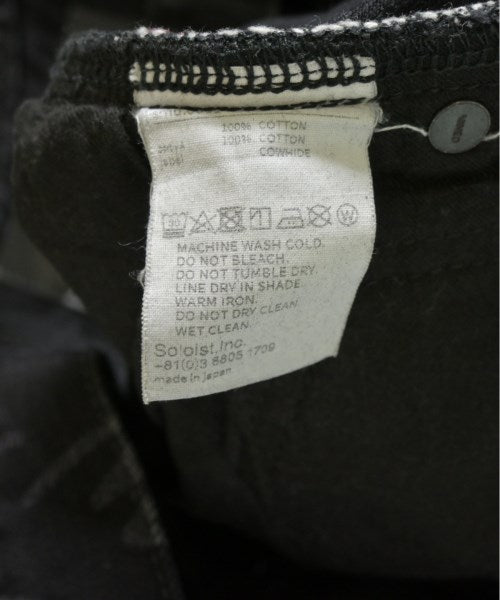 100% COTTON
100% COTTON
COWHIDE
MACHINE WASH COLD.
DO NOT BLEACH.
DO NOT TUMBLE DRY.
LINE DRY IN SHADE.
WARM IRON.
DO NOT DRY CLEAN.
WET CLEAN.
Soloist.Inc.
+81(0)3 6805 1709
made in japan